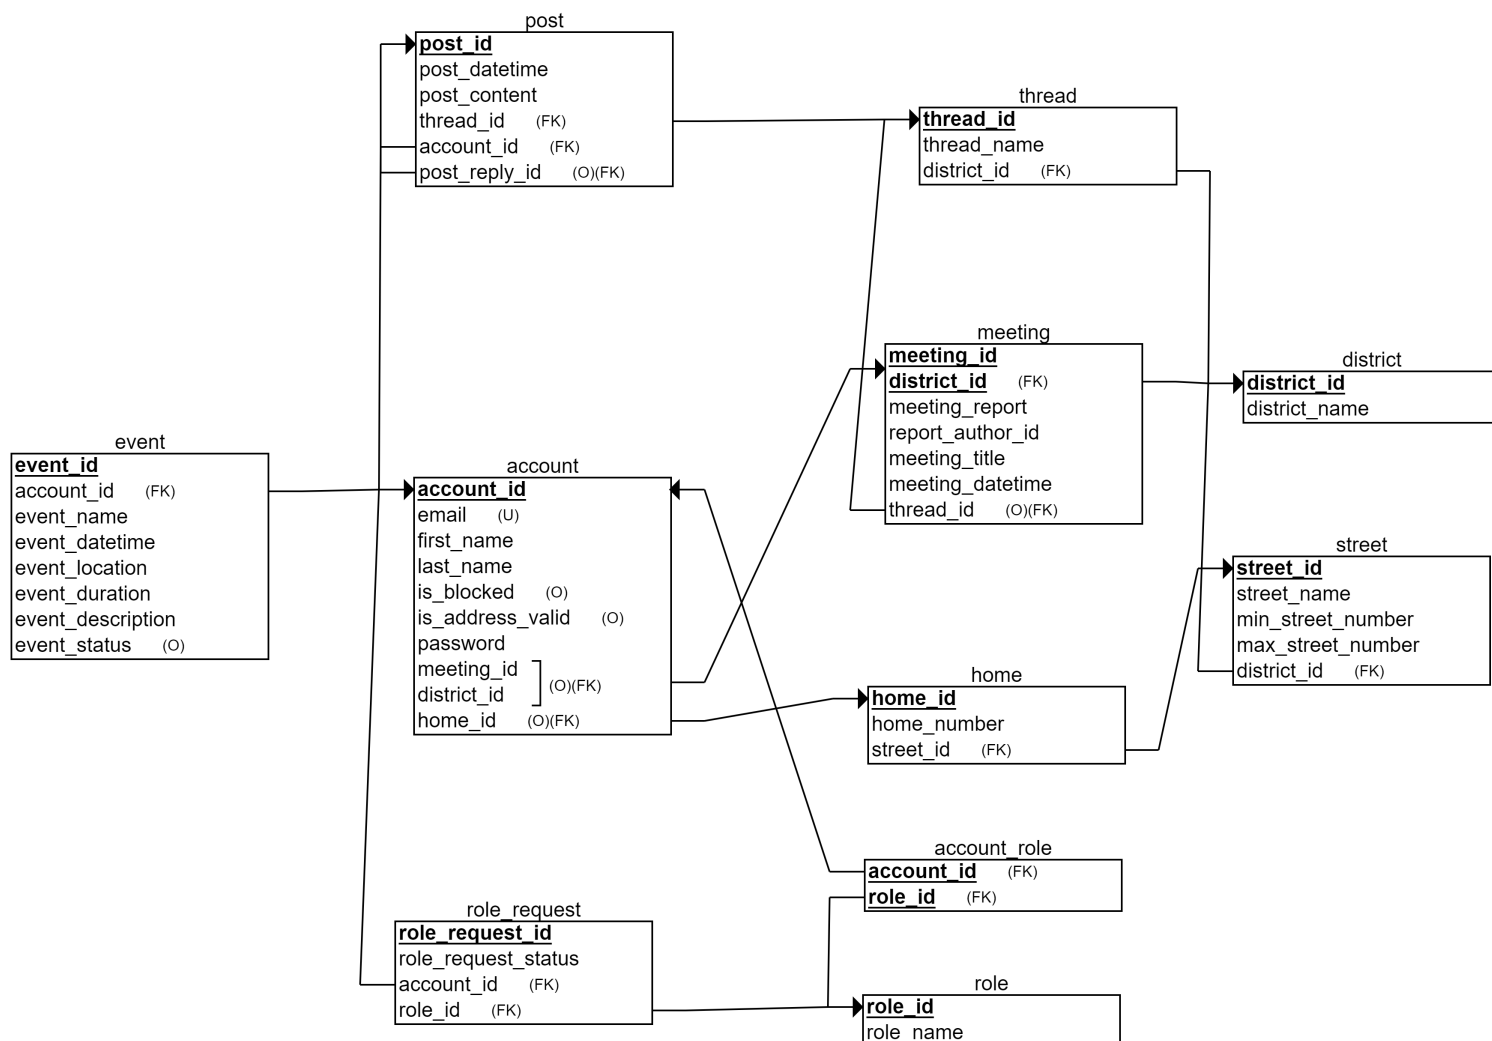 post
post_id
post_datetime
post_content
thread_id (FK)
account_id (FK)
post_reply_id (O)(FK)
thread
thread_id
thread_name
district_id (FK)
meeting
meeting_id
district_id (FK)
meeting_report
report_author_id
meeting_title
meeting_datetime
thread_id (O)(FK)
district
district_id
district_name
event
event_id
account_id (FK)
event_name
event_datetime
event_location
event_duration
event_description
event_status (O)
account
account_id
email (U)
first_name
last_name
is_blocked (O)
is_address_valid (O)
password
meeting_id
district_id
(O)(FK)
home_id (O)(FK)
street
street_id
street_name
min_street_number
max_street_number
district_id (FK)
home
home_id
home_number
street_id (FK)
account_role
account_id (FK)
role_id (FK)
role_request
role_request_id
role_request_status
account_id (FK)
role_id (FK)
role
role_id
role_name